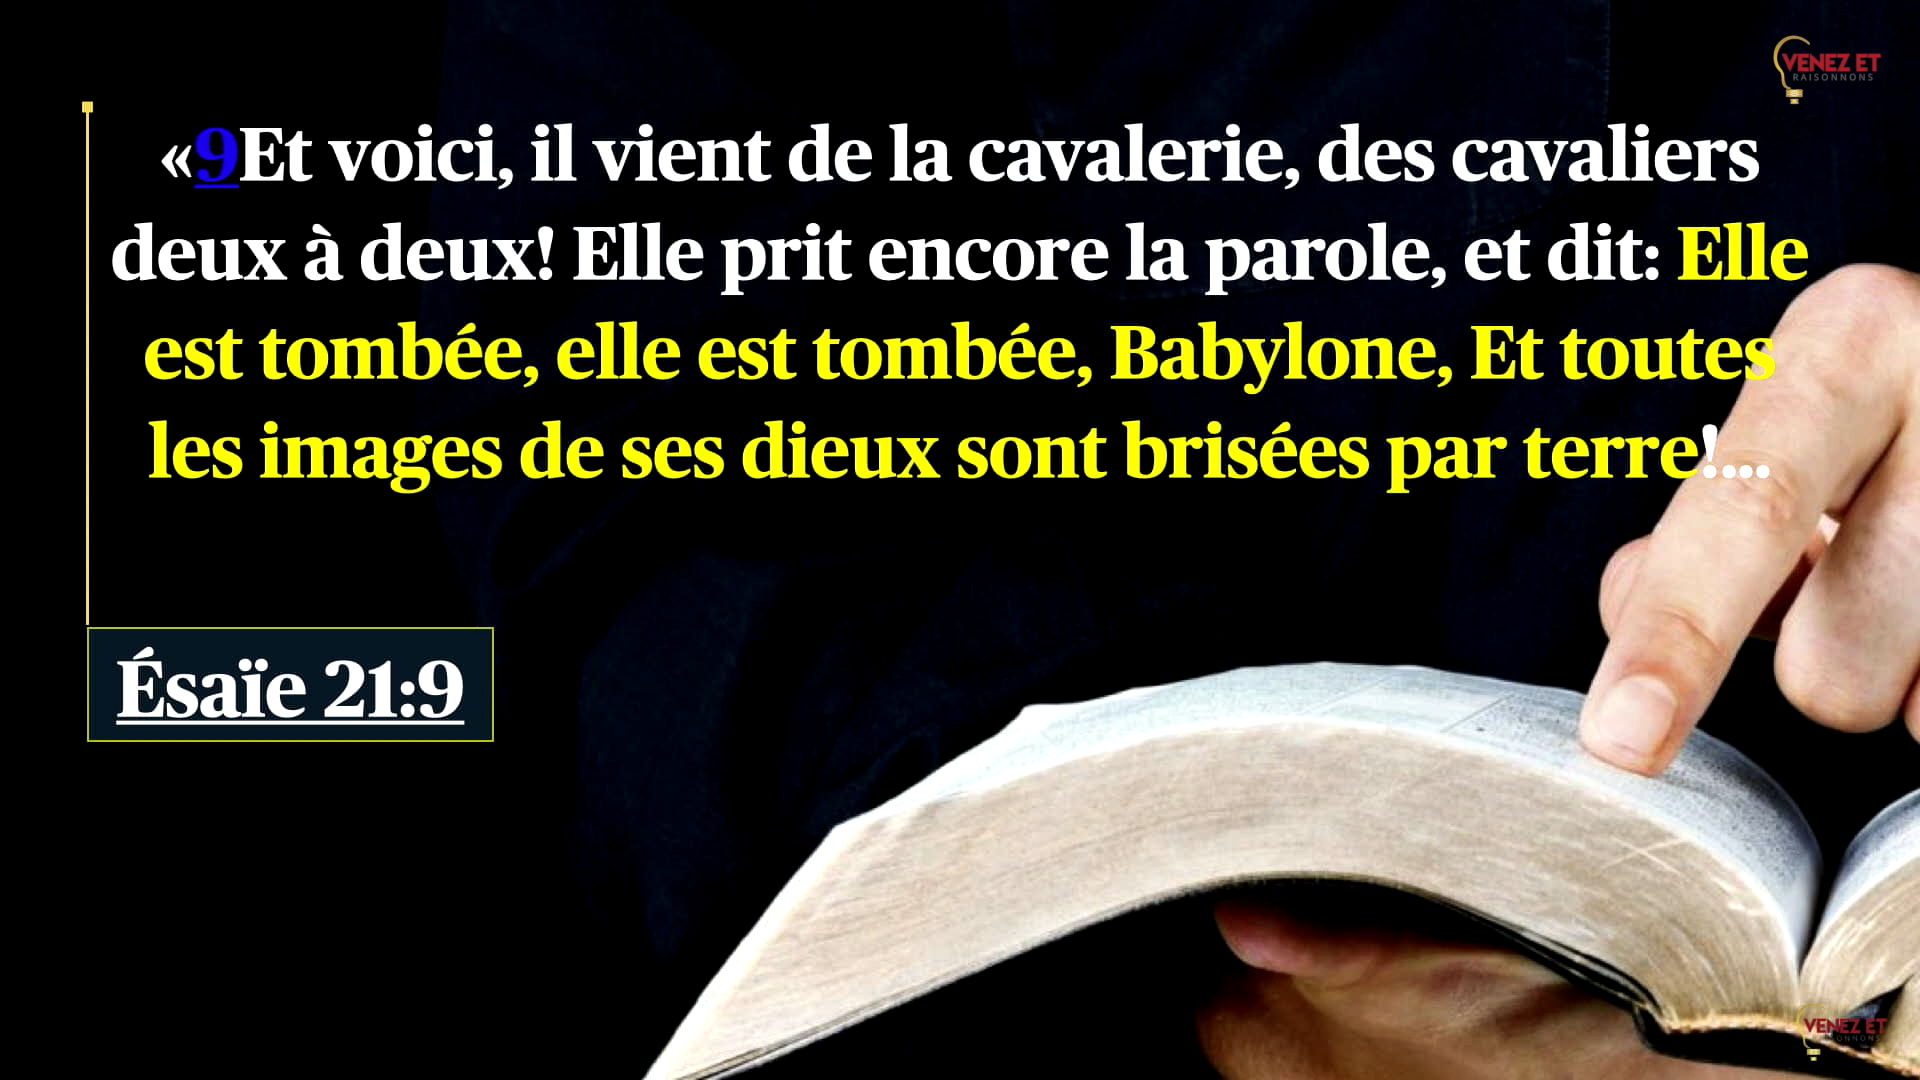 VENEZ ET
RAISONNONS
«9Et voici, il vient de la cavalerie, des cavaliers
deux à deux! Elle prit encore la parole, et dit: Elle
est tombée, elle est tombée, Babylone, Et toutes
les images de ses dieux sont brisées par terre!...
Ésaïe 21:9
VENEZ ET
RAISONNONS